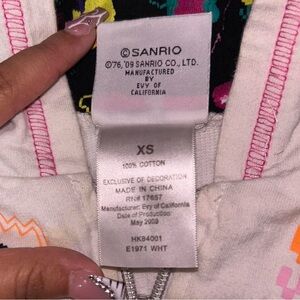 ©SANRIO
©76,'09 SANRIO CO., LTD.
MANUFACTURED BY
EVY OF
CALIFORNIA
XS
100% COTTON
EXCLUSIVE OF DECORATION
MADE IN CHINA
RN# 17657
Manufacturer: Evy of California
Date of Production:
May 2009
HK84001
E1971 WHT